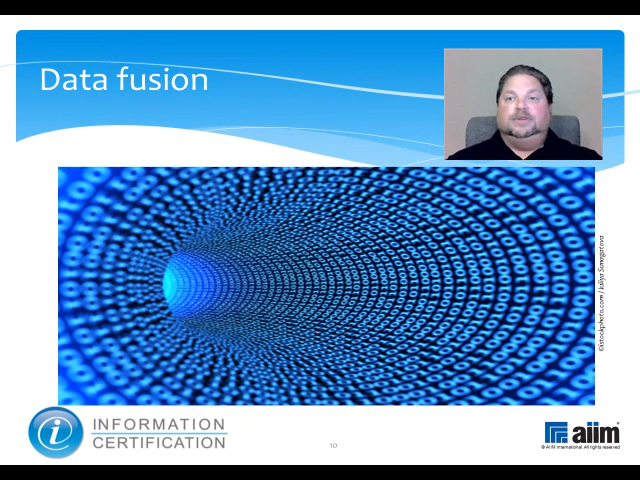 Data fusion
©istockphoto.com / Iuliya Sunagatova
i
INFORMATION
CERTIFICATION
10
aiim
© AIIM International. All rights reserved